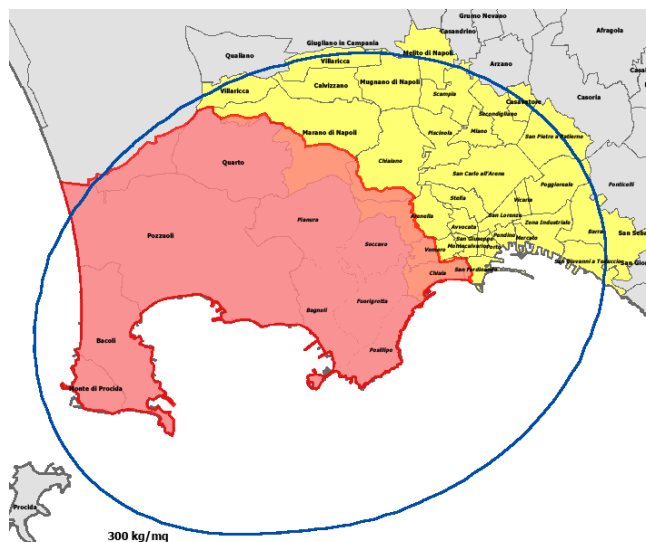 Grumo Nevano
Casandrino
Afragola
Giugliano in Campania
Melito di Napoli
Qualiano
Villaricca
Arzano
Mugnano di Napoli
Villaricca
Calvizzano
Scampia
Casavatore
Casoria
Secondigliano
Marano di Napoli
Piscinola
Miano
San Pietro a Patierno
Chiaiano
Quarto
San Carlo all'Arena
Poggioreale
Ponticelli
Stella
Vicaria
Pianura
Arenella
San Lorenzo
Zona Industriale
Avvocata
Barra
Pozzuoli
Soccavo
San Giuseppe
Pendino
Mercato
Vomero
Montecalvario
Porto
San Giovanni a Teduccio
Chiaia
San Ferdinando
Bagnoli
Fuorigrotta
Bacoli
Posillipo
Monte di Procida
Procida
300 kg/mq